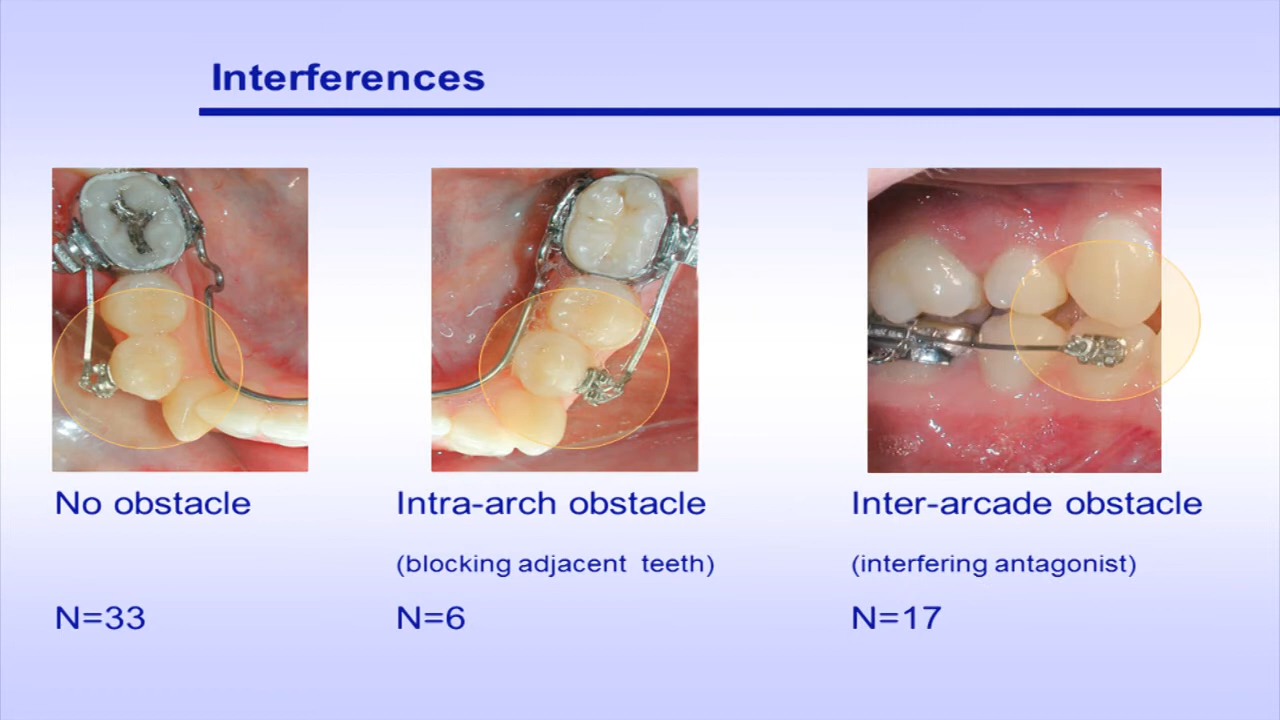 Interferences
No obstacle
Intra-arch obstacle
Inter-arcade obstacle
(blocking adjacent teeth)
(interfering antagonist)
N=33
N=6
N=17